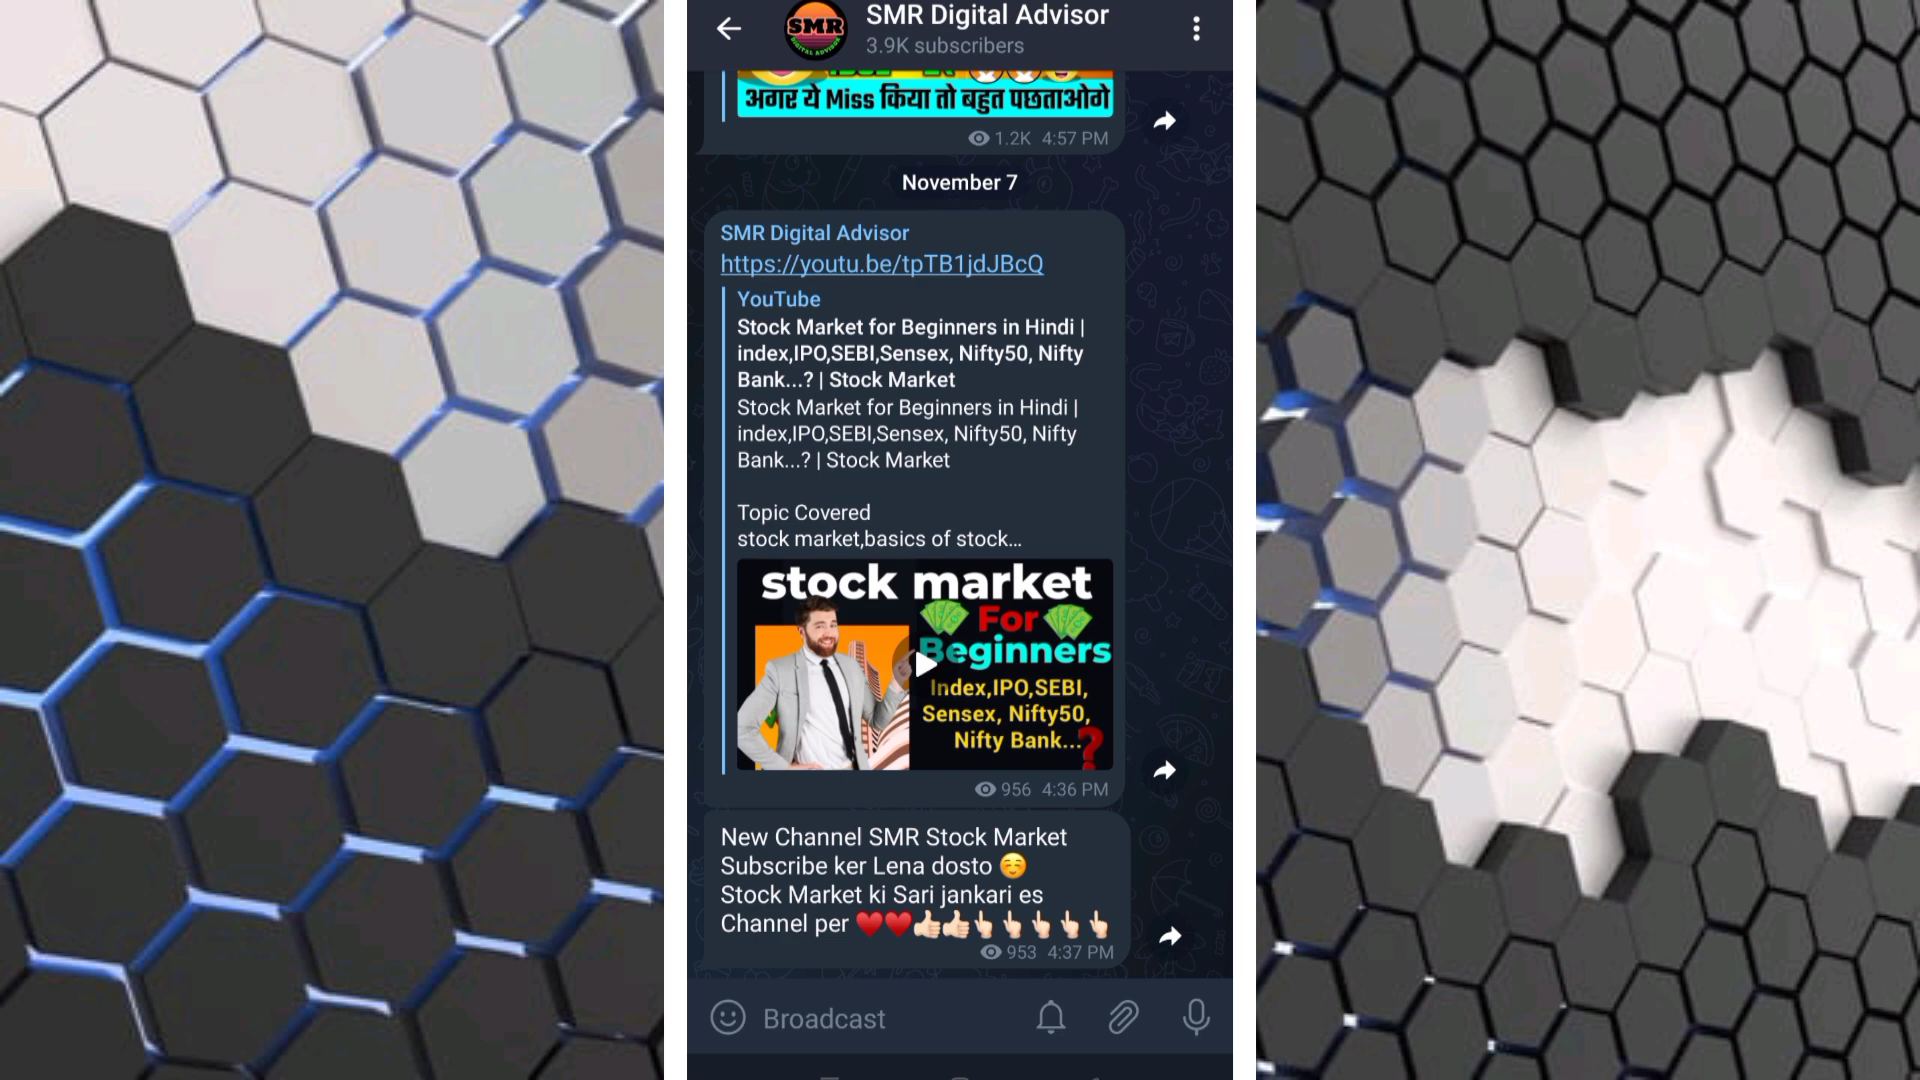 SMR Digital Advisor
3.9K subscribers
SMR
DIGITAL ADVISOR
अगर ये Miss किया तो बहुत पछताओगे
1.2K 4:57 PM
November 7
SMR Digital Advisor
https://youtu.be/tpTB1jdJBcQ
YouTube
Stock Market for Beginners in Hindi |
index,IPO,SEBI,Sensex, Nifty50, Nifty
Bank...? | Stock Market
Stock Market for Beginners in Hindi |
index,IPO,SEBI,Sensex, Nifty50, Nifty
Bank...? | Stock Market
Topic Covered
stock market,basics of stock...
stock market
For
Beginners
Index,IPO,SEBI,
Sensex, Nifty50,
Nifty Bank...?
956 4:36 PM
New Channel SMR Stock Market
Subscribe ker Lena dosto ☺️
Stock Market ki Sari jankari es
Channel per ♥️♥️👍🏻👍🏻👆🏻👆🏻👆🏻👆🏻👆🏻
953 4:37 PM
Broadcast